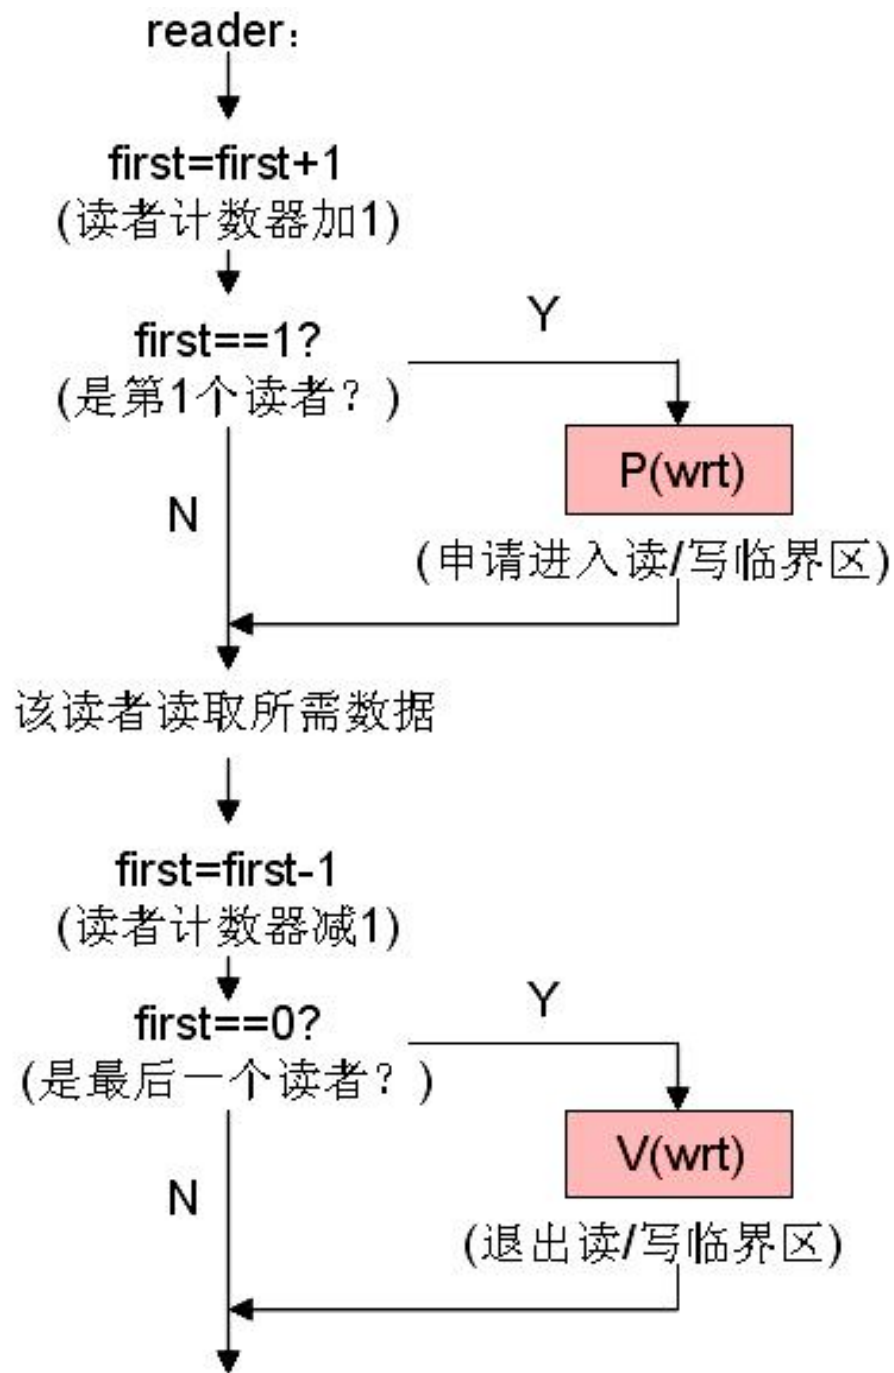 reader：
first=first+1
(读者计数器加1)
first==1?
Y
(是第1个读者？)
P(wrt)
N
(申请进入读/写临界区)
该读者读取所需数据
first=first-1
(读者计数器减1)
first==0?
Y
(是最后一个读者？)
V(wrt)
N
(退出读/写临界区)